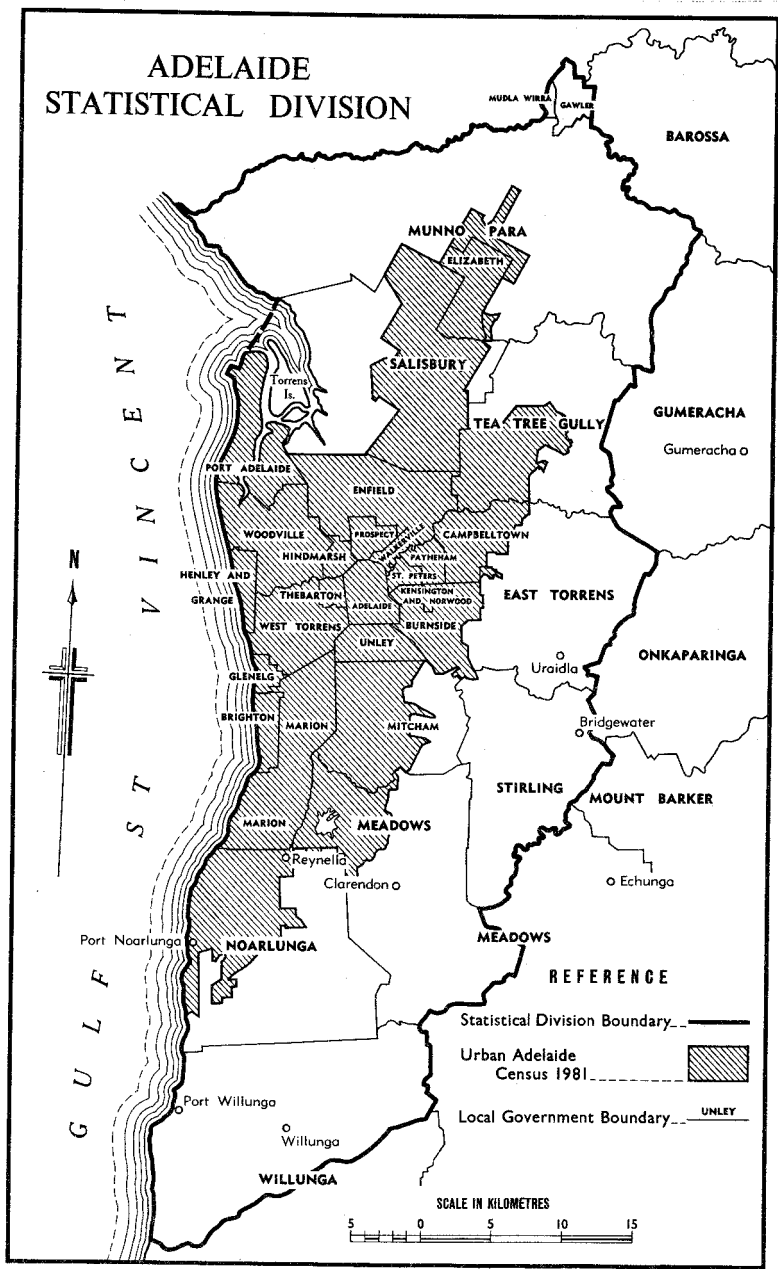 ADELAIDE
STATISTICAL DIVISION
MUDLA WIRRA
GAWLER
BAROSSA
MUNNO PARA
ELIZABETH
SALISBURY
Torrens
Is.
TEA TREE GULLY
GUMERACHA
Gumeracha
PORT ADELAIDE
ENFIELD
WOODVILLE
PROSPECT
WALKERVILLE
CAMPBELLTOWN
HINDMARSH
PAYNEHAM
ST. PETERS
HENLEY AND
GRANGE
THEBARTON
ADELAIDE
KENSINGTON
AND NORWOOD
EAST TORRENS
WEST TORRENS
BURNSIDE
UNLEY
Uraidla
ONKAPARINGA
GLENELG
BRIGHTON
MARION
MITCHAM
Bridgewater
STIRLING
MOUNT BARKER
MARION
MEADOWS
Reynella
Clarendon
Echunga
Port Noarlunga
NOARLUNGA
MEADOWS
N
GULF ST VINCENT
REFERENCE
Statistical Division Boundary
Urban Adelaide
Census 1981
Local Government Boundary
UNLEY
Port Willunga
Willunga
WILLUNGA
SCALE IN KILOMETRES
5 0 5 10 15